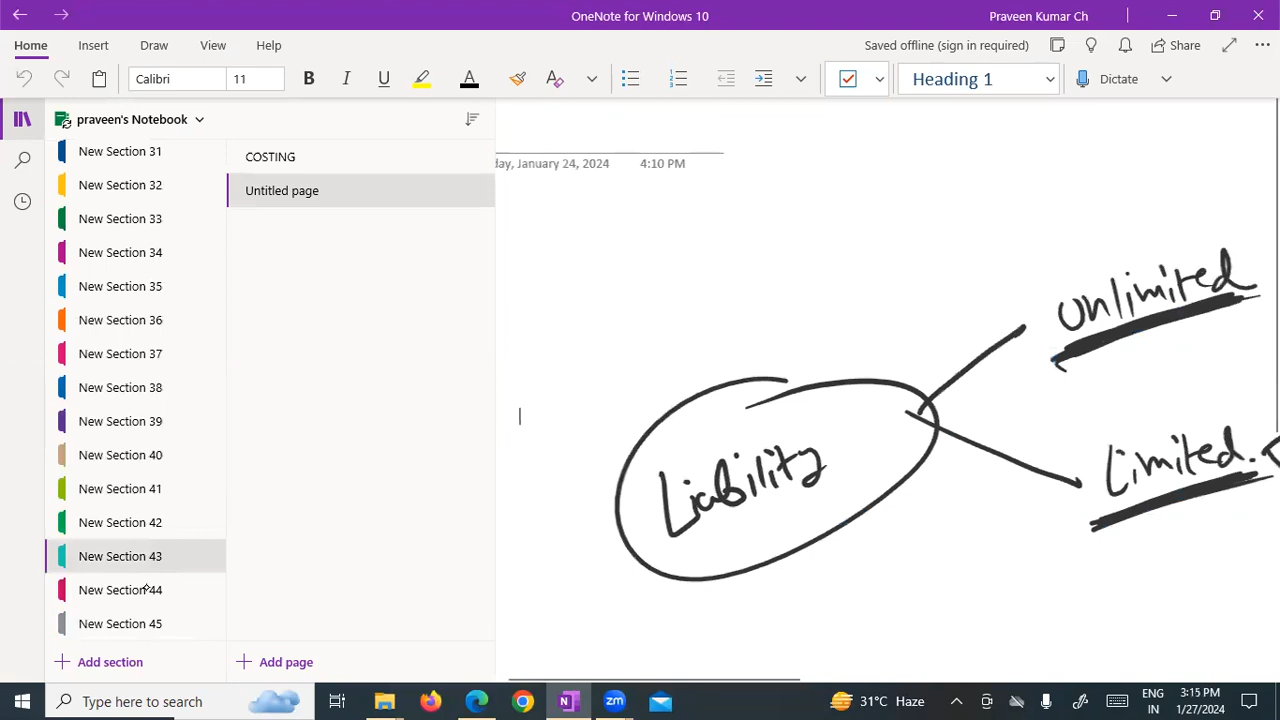 OneNote for Windows 10
Praveen Kumar Ch
Home
Insert
Draw
View
Help
Saved offline (sign in required)
Share
Calibri
11
B
I
U
A
Heading 1
Dictate
praveen's Notebook
New Section 31
New Section 32
New Section 33
New Section 34
New Section 35
New Section 36
New Section 37
New Section 38
New Section 39
New Section 40
New Section 41
New Section 42
New Section 43
New Section 44
New Section 45
Add section
COSTING
Untitled page
Add page
day, January 24, 2024
4:10 PM
Unlimited
Liability
Limited.
Type here to search
zm
31°C Haze
ENG
IN
3:15 PM
1/27/2024